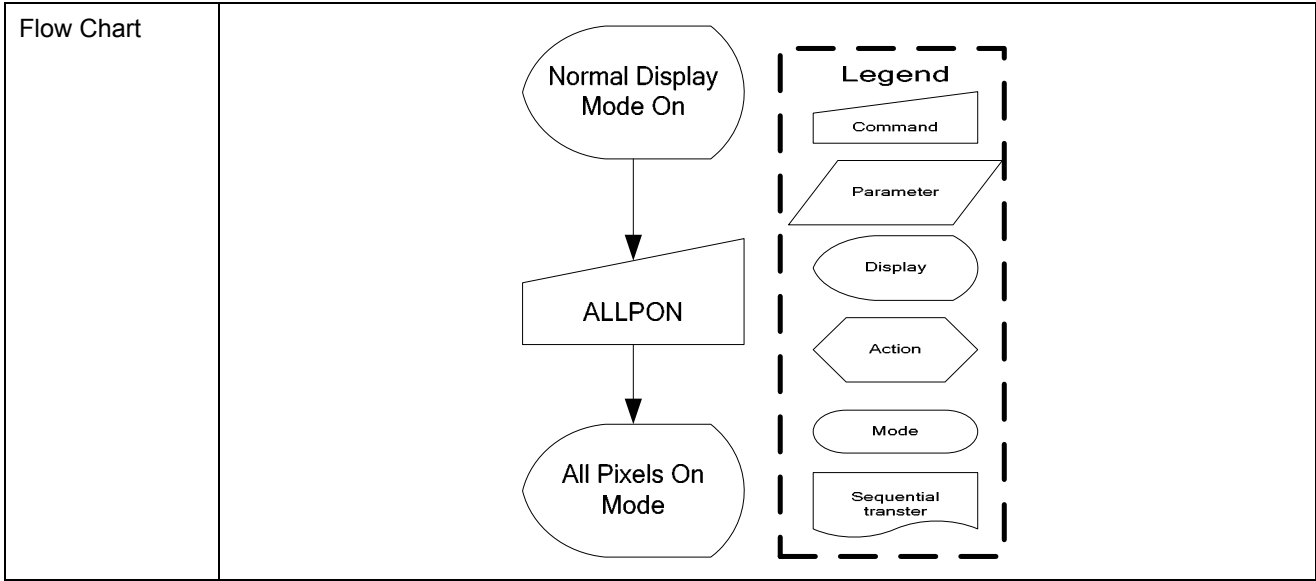 Flow Chart
Normal Display
Mode On
ALLPON
All Pixels On
Mode
Legend
Command
Parameter
Display
Action
Mode
Sequential
transter